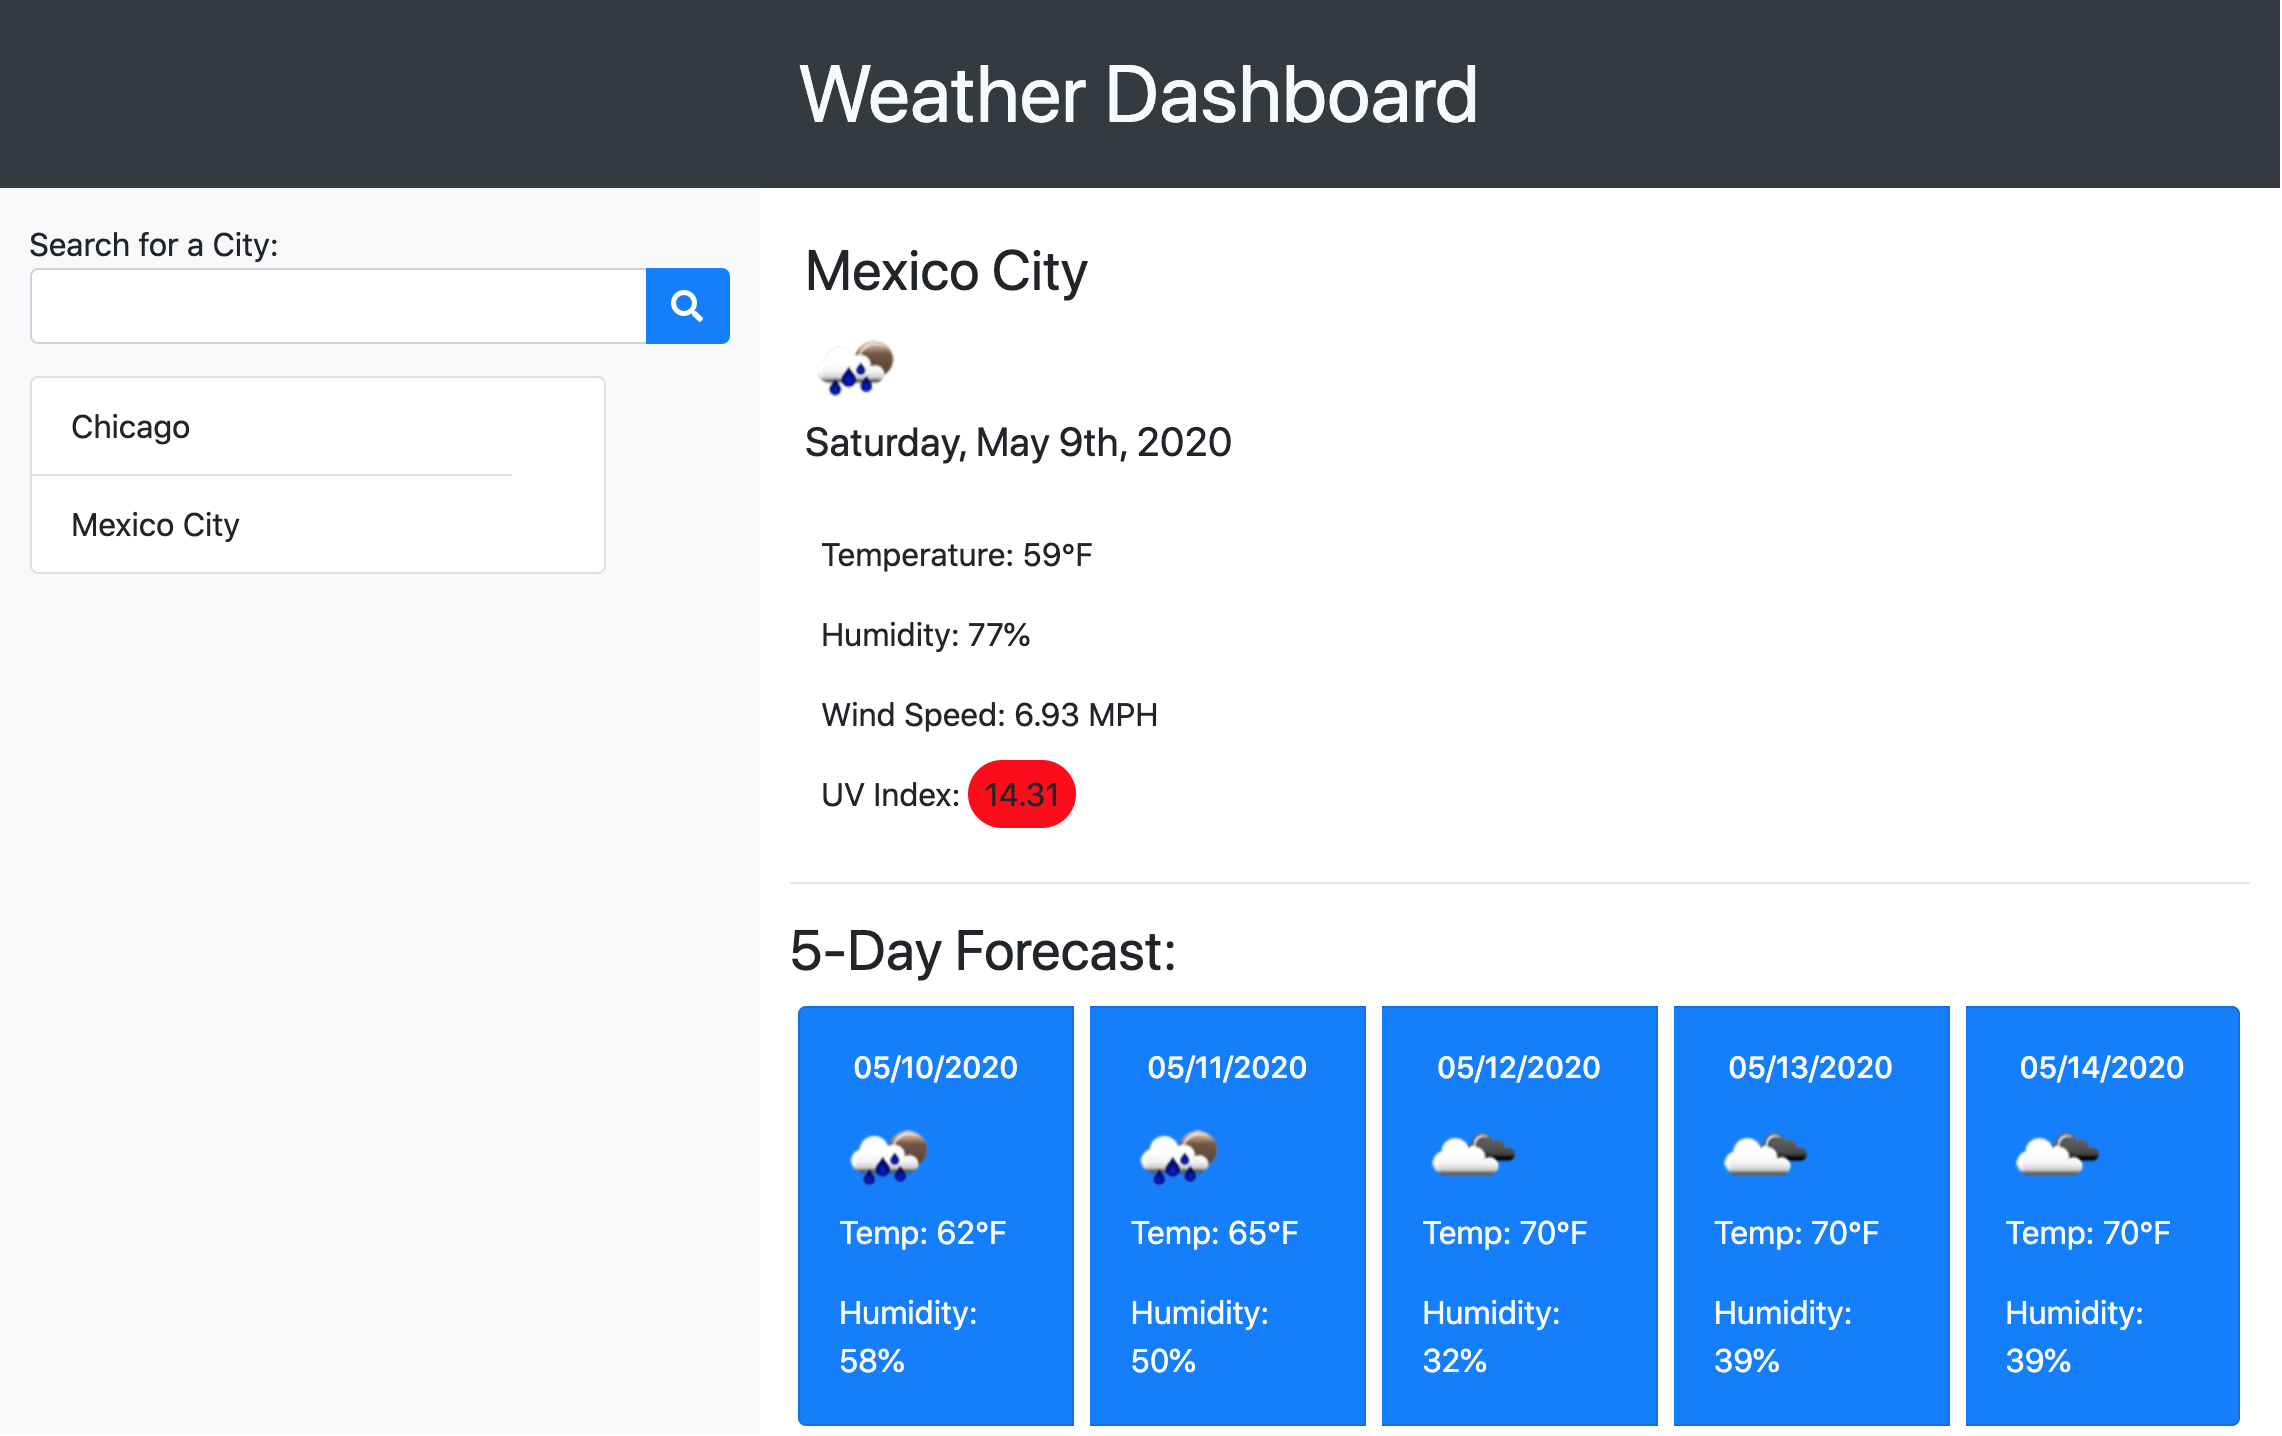 Weather Dashboard
Search for a City:
Chicago
Mexico City
Mexico City
Saturday, May 9th, 2020
Temperature: 59°F
Humidity: 77%
Wind Speed: 6.93 MPH
UV Index: 14.31
5-Day Forecast:
05/10/2020
Temp: 62°F
Humidity:
58%
05/11/2020
Temp: 65°F
Humidity:
50%
05/12/2020
Temp: 70°F
Humidity:
32%
05/13/2020
Temp: 70°F
Humidity:
39%
05/14/2020
Temp: 70°F
Humidity:
39%